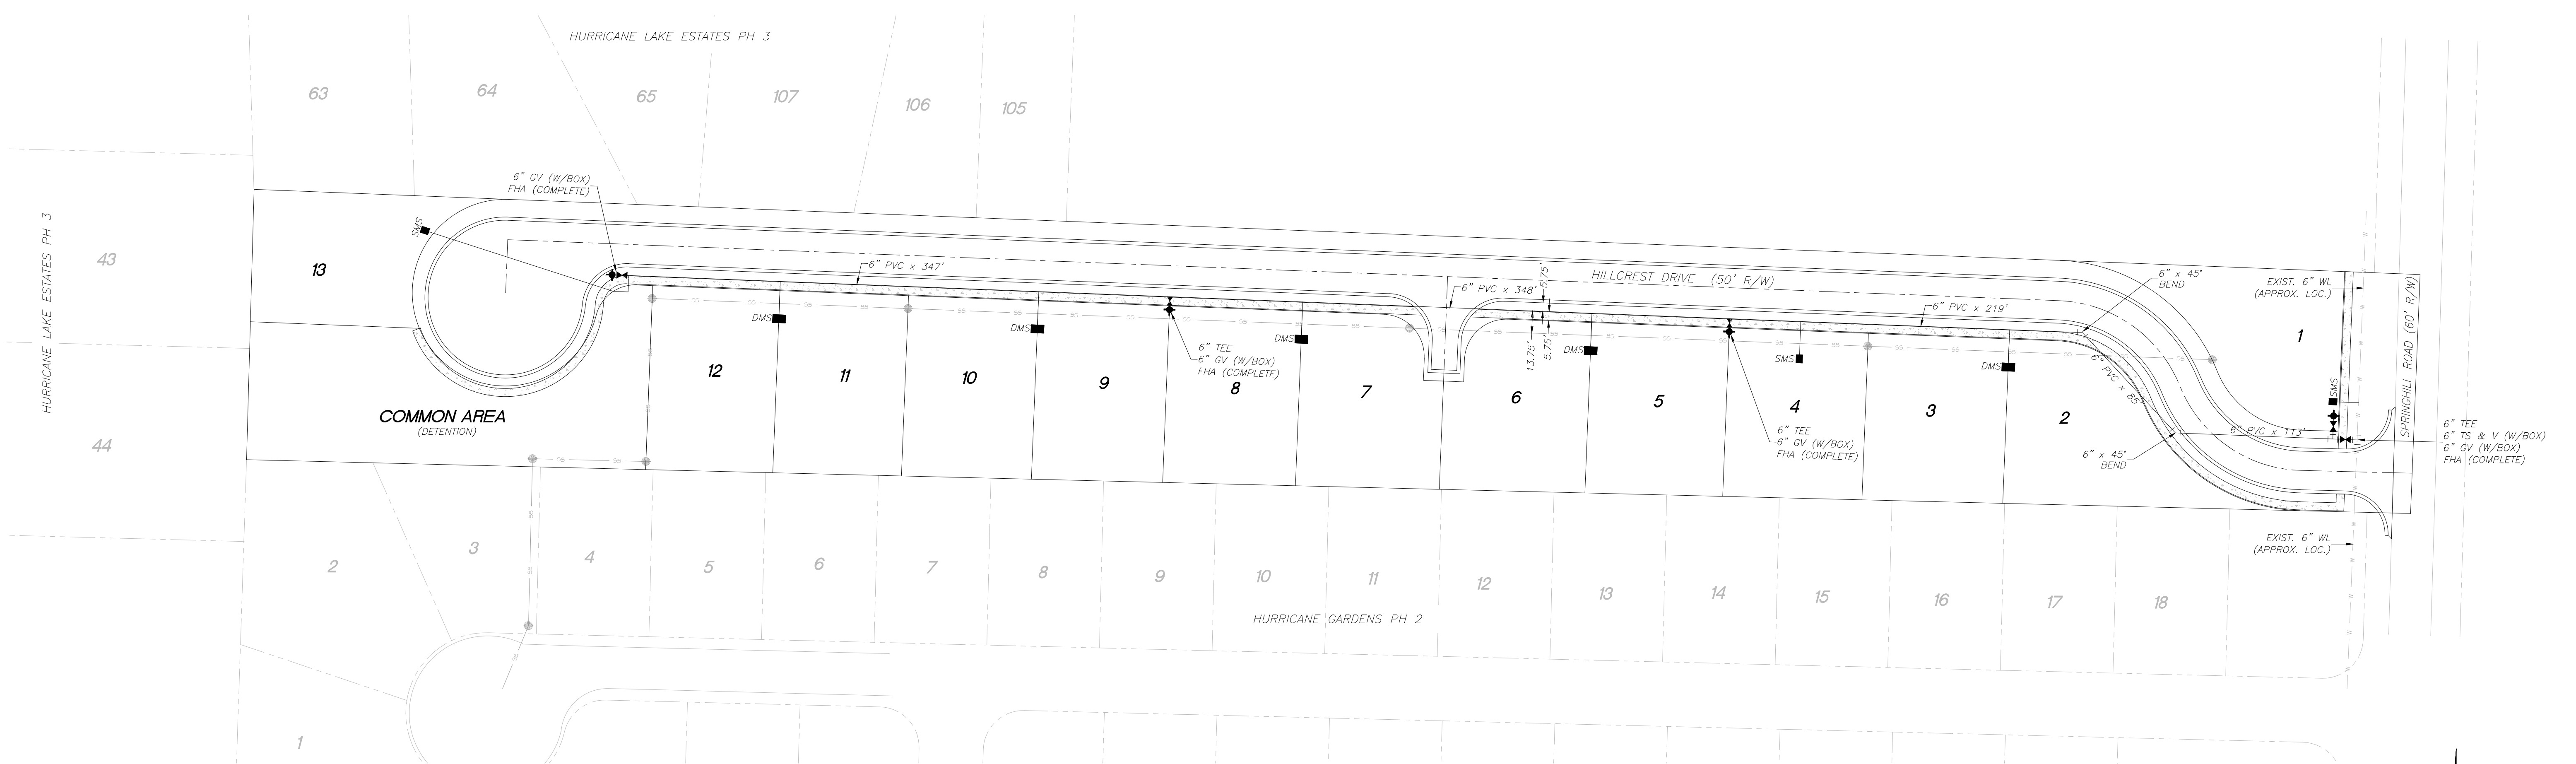 HURRICANE LAKE ESTATES PH 3
63
64
65
107
106
105
6" GV (W/BOX)
FHA (COMPLETE)
HURRICANE LAKE ESTATES PH 3
43
44
SMS
13
6" PVC x 347'
6" PVC x 348'
5.75'
13.75'
5.75'
HILLCREST DRIVE (50' R/W)
6" PVC x 219'
6" x 45°
BEND
EXIST. 6" WL
(APPROX. LOC.)
SPRINGHILL ROAD (60' R/W)
1
SMS
DMS
DMS
DMS
DMS
SMS
DMS
6" TEE
6" GV (W/BOX)
FHA (COMPLETE)
12
11
10
9
8
7
6
5
4
3
2
6" PVC x 85'
6" PVC x 113'
6" TEE
6" GV (W/BOX)
FHA (COMPLETE)
6" x 45°
BEND
6" TEE
6" TS & V (W/BOX)
6" GV (W/BOX)
FHA (COMPLETE)
COMMON AREA
(DETENTION)
EXIST. 6" WL
(APPROX. LOC.)
2
3
4
5
6
7
8
9
10
11
12
13
14
15
16
17
18
HURRICANE GARDENS PH 2
1